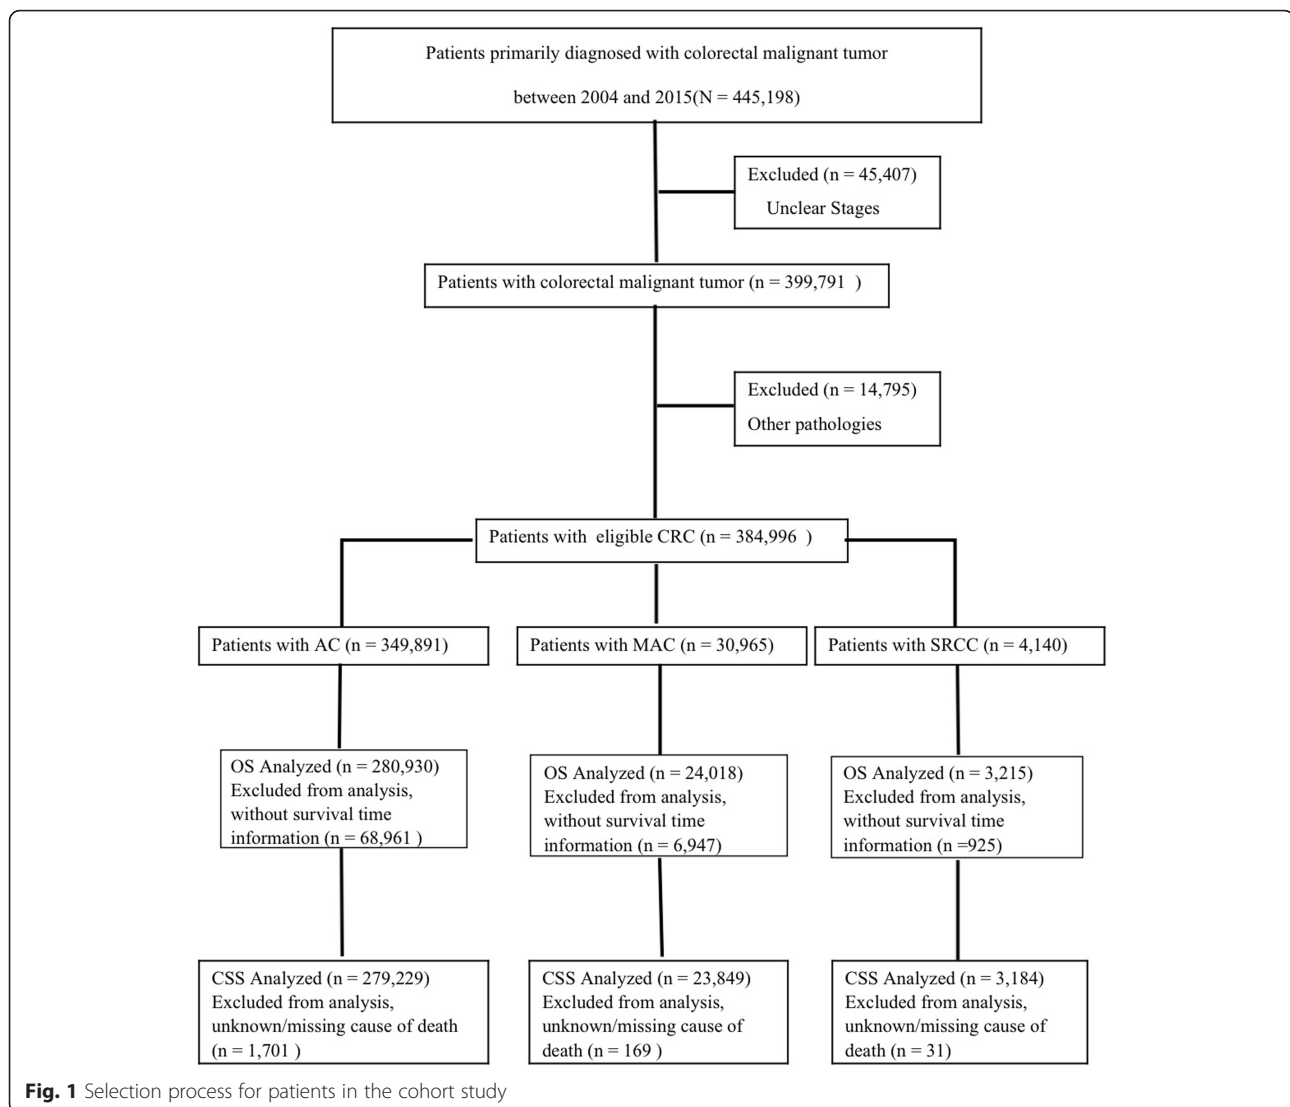 Patients primarily diagnosed with colorectal malignant tumor
between 2004 and 2015(N = 445,198)
Excluded (n = 45,407)
Unclear Stages
Patients with colorectal malignant tumor (n = 399,791 )
Excluded (n = 14,795)
Other pathologies
Patients with eligible CRC (n = 384,996 )
Patients with AC (n = 349,891)
Patients with MAC (n = 30,965)
Patients with SRCC (n = 4,140)
OS Analyzed (n = 280,930)
Excluded from analysis,
without survival time
information (n = 68,961 )
OS Analyzed (n = 24,018)
Excluded from analysis,
without survival time
information (n = 6,947)
OS Analyzed (n = 3,215)
Excluded from analysis,
without survival time
information (n =925)
CSS Analyzed (n = 279,229)
Excluded from analysis,
unknown/missing cause of death
(n = 1,701 )
CSS Analyzed (n = 23,849)
Excluded from analysis,
unknown/missing cause of
death (n = 169 )
CSS Analyzed (n = 3,184)
Excluded from analysis,
unknown/missing cause of
death (n = 31)
Fig. 1 Selection process for patients in the cohort study